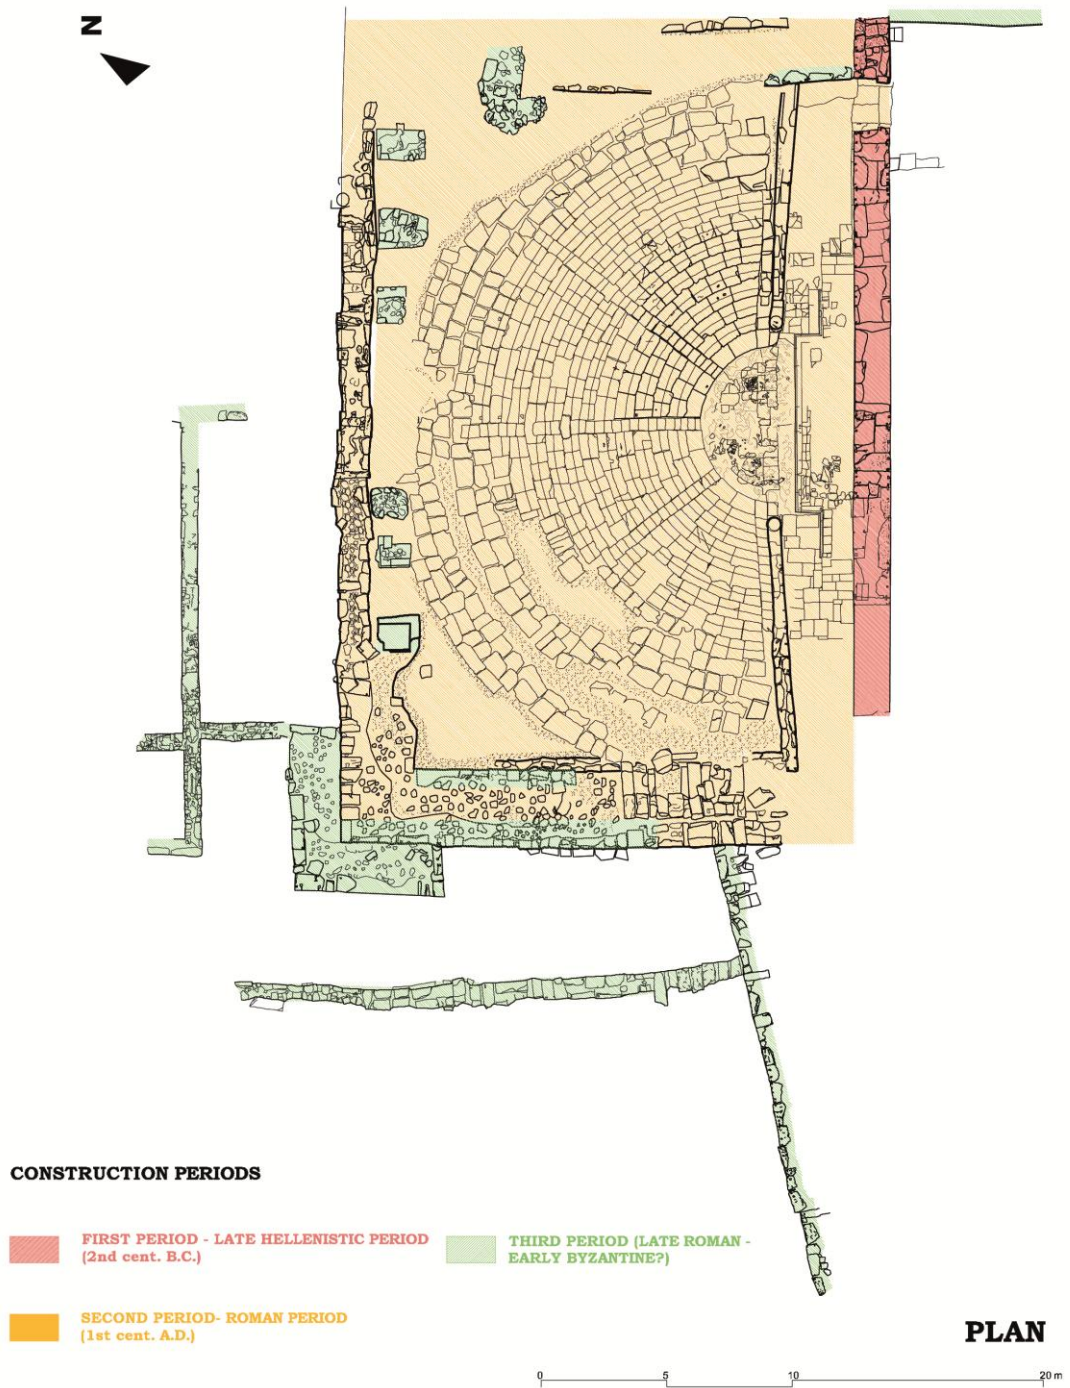 N
CONSTRUCTION PERIODS
FIRST PERIOD - LATE HELLENISTIC PERIOD
(2nd cent. B.C.)
THIRD PERIOD (LATE ROMAN -
EARLY BYZANTINE?)
SECOND PERIOD- ROMAN PERIOD
(1st cent. A.D.)
PLAN
0 5 10 20 m